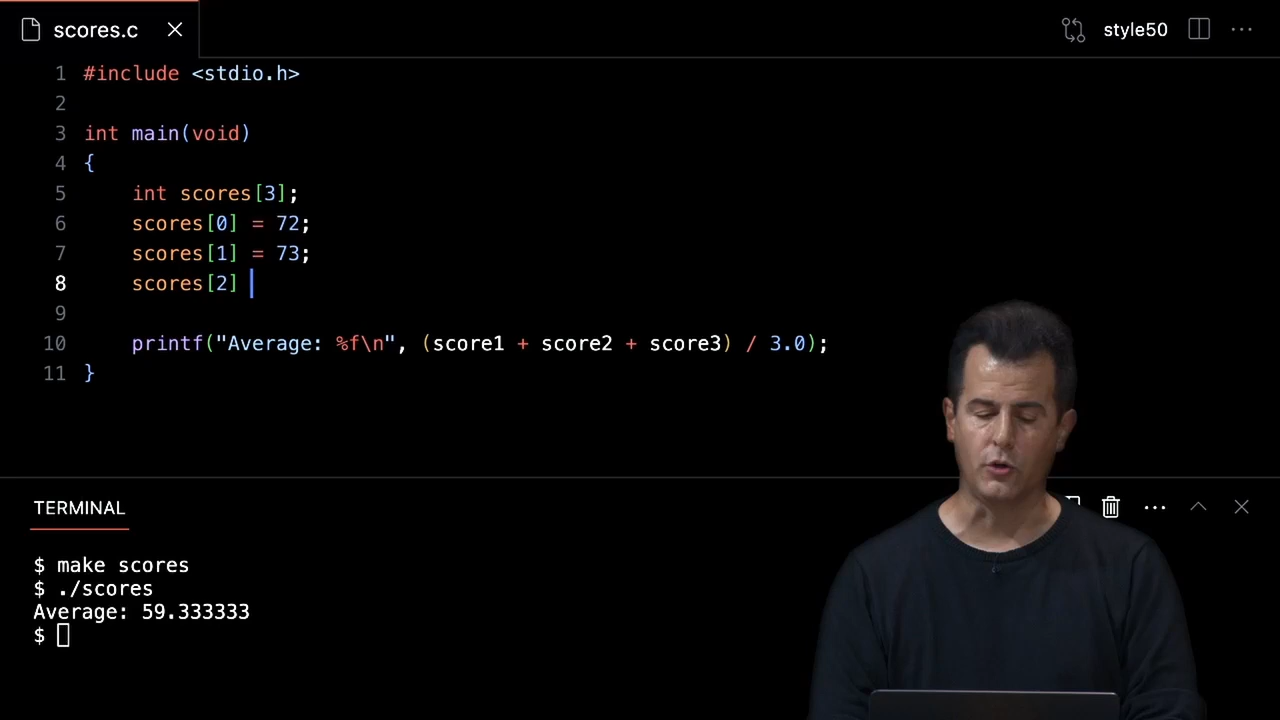 scores.c
style50
1 #include <stdio.h>
2
3 int main(void)
4 {
5     int scores[3];
6     scores[0] = 72;
7     scores[1] = 73;
8     scores[2]
9
10     printf("Average: %f\n", (score1 + score2 + score3) / 3.0);
11 }
TERMINAL
$ make scores
$ ./scores
Average: 59.333333
$